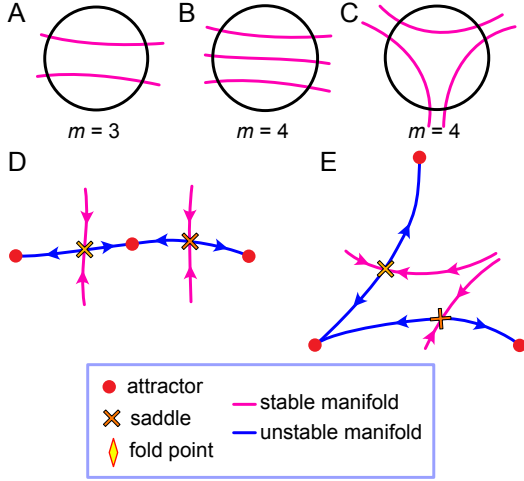 A
B
C
m = 3
m = 4
m = 4
D
E
attractor
saddle
fold point
stable manifold
unstable manifold